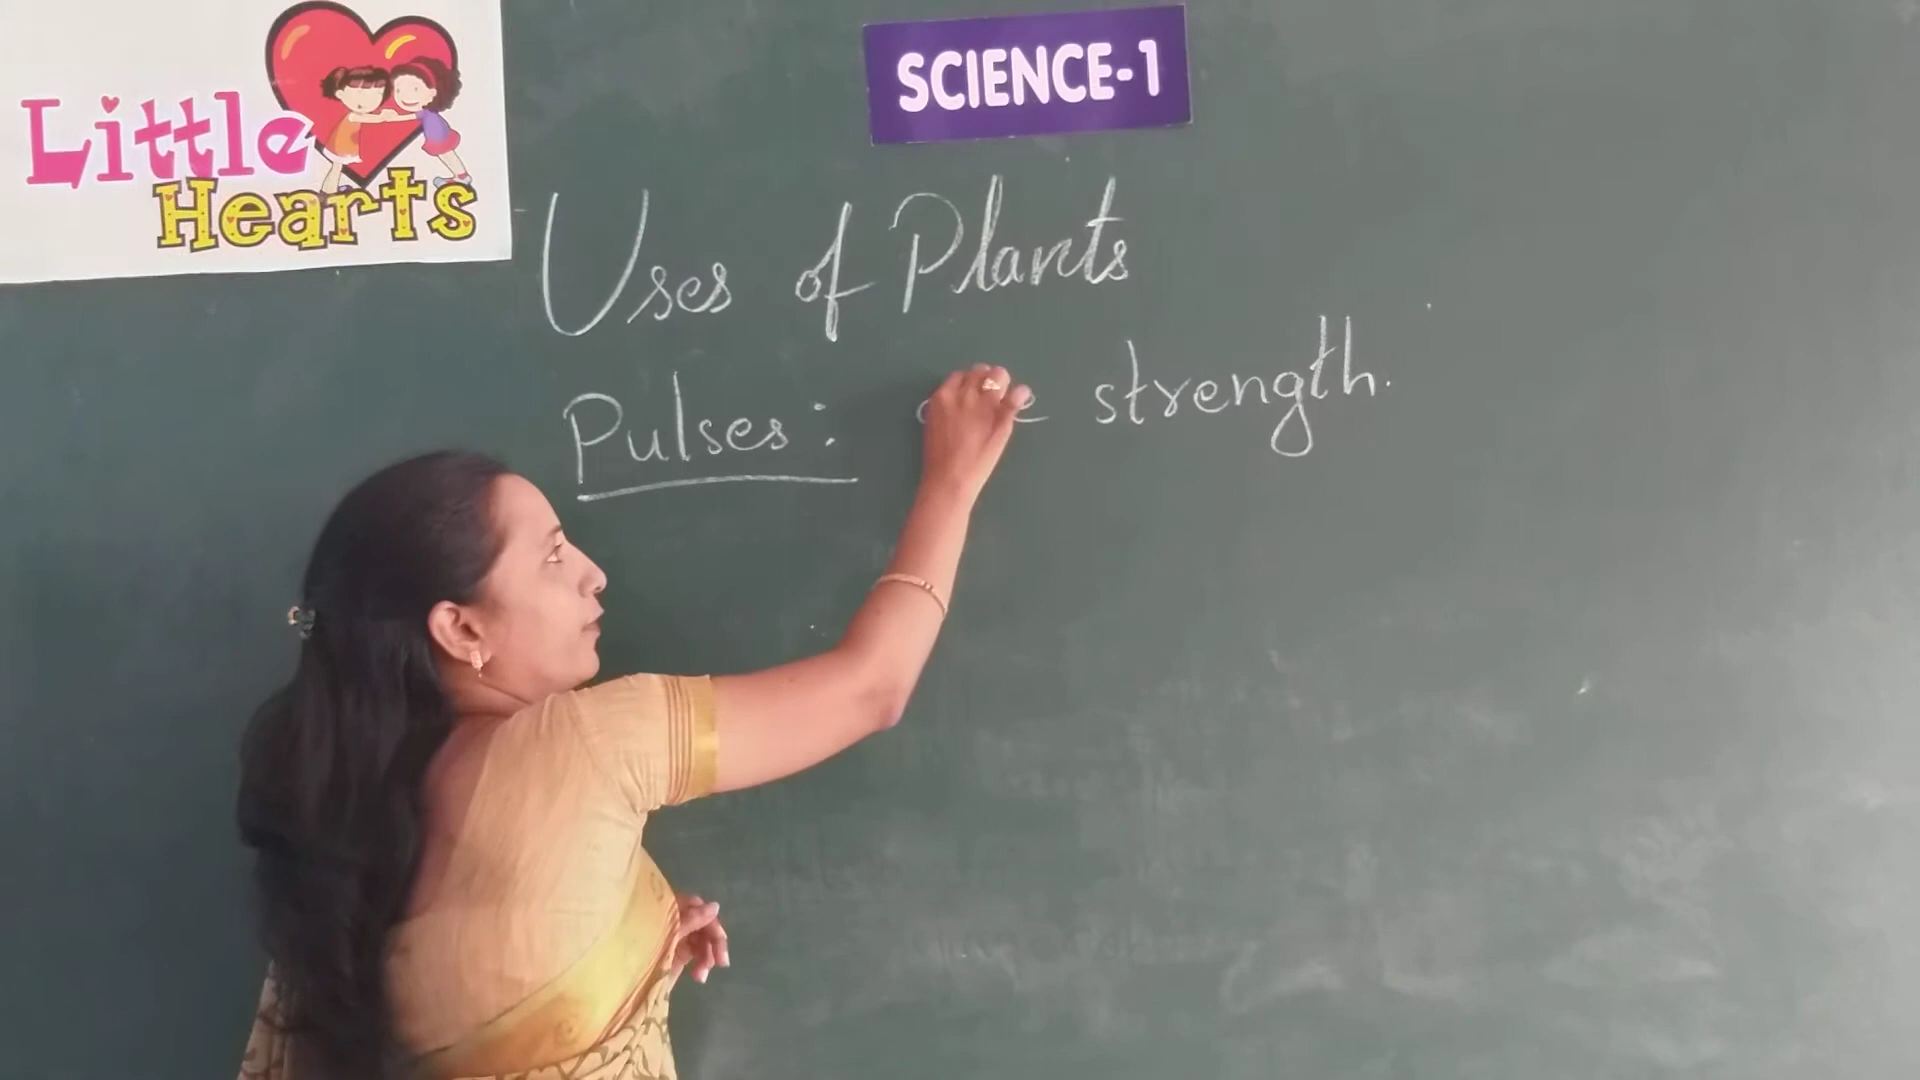 Little
Hearts
SCIENCE-1
Uses of Plants
Pulses: strength.